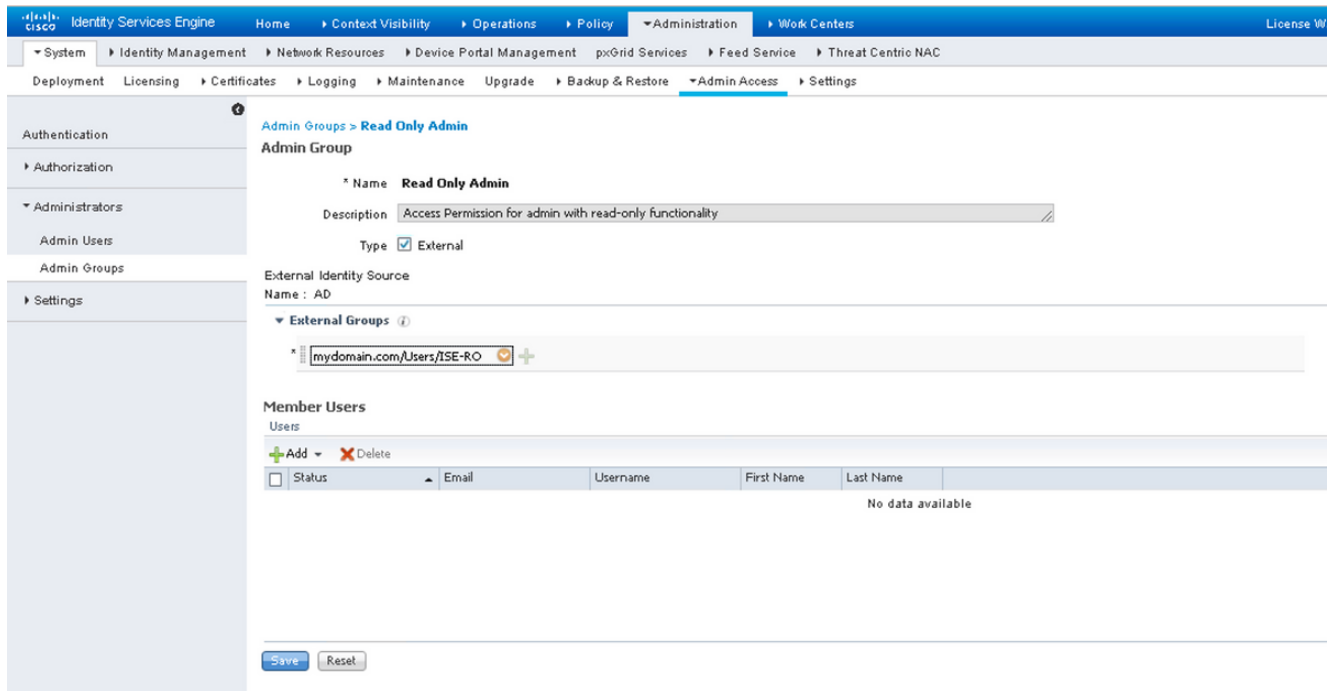 cisco Identity Services Engine Home Context Visibility Operations Policy Administration Work Centers License W
System Identity Management Network Resources Device Portal Management pxGrid Services Feed Service Threat Centric NAC
Deployment Licensing Certificates Logging Maintenance Upgrade Backup & Restore Admin Access Settings
Authentication
Authorization
Administrators
Admin Users
Admin Groups
Settings
Admin Groups > Read Only Admin
Admin Group
* Name Read Only Admin
Description Access Permission for admin with read-only functionality
Type External
External Identity Source
Name : AD
External Groups i
* mydomain.com/Users/ISE-RO
Member Users
Users
Add Delete
Status Email Username First Name Last Name
No data available
Save Reset